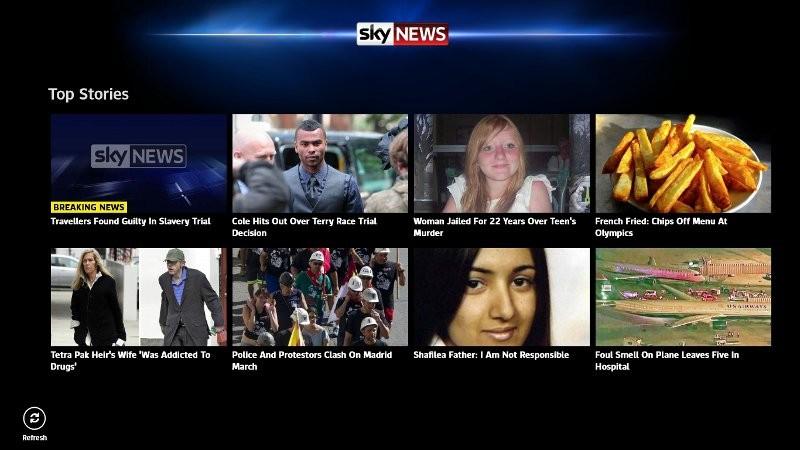 sky NEWS
Top Stories
sky NEWS
BREAKING NEWS
Travellers Found Guilty In Slavery Trial
Cole Hits Out Over Terry Race Trial
Decision
Woman Jailed For 22 Years Over Teen's
Murder
French Fried: Chips Off Menu At
Olympics
US AIRWAYS
Tetra Pak Heir's Wife 'Was Addicted To
Drugs'
Police And Protestors Clash On Madrid
March
Shafilea Father: I Am Not Responsible
Foul Smell On Plane Leaves Five In
Hospital
Refresh